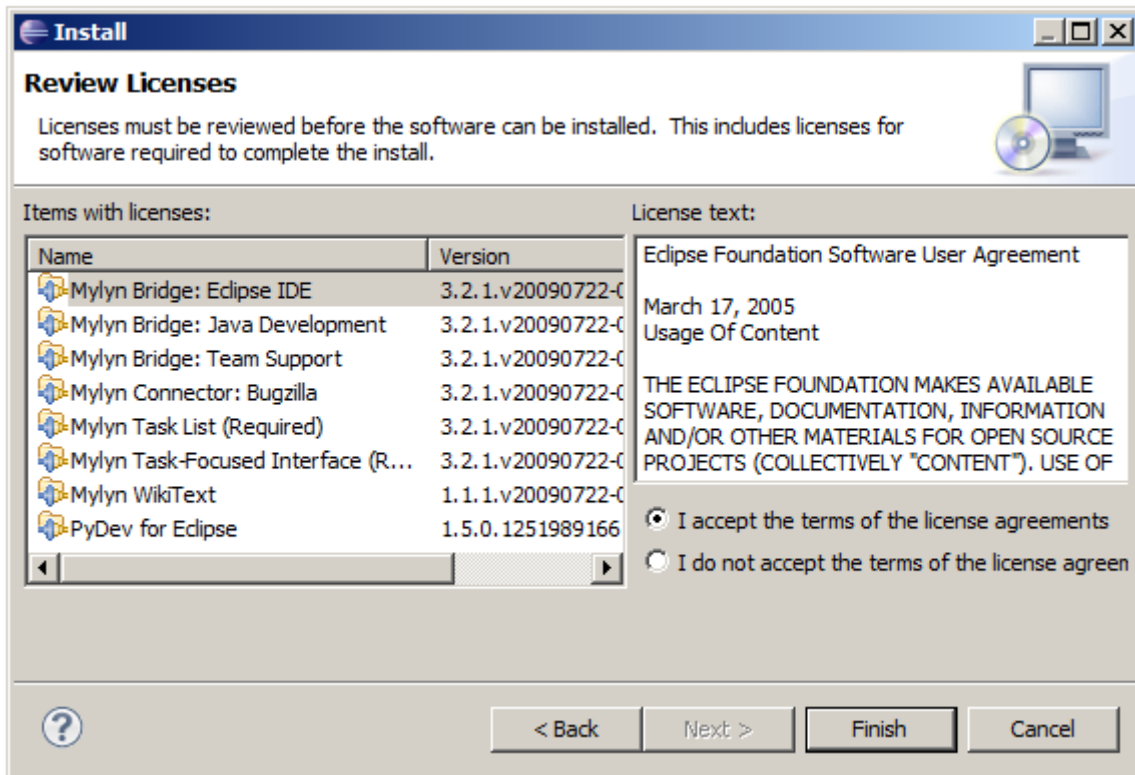 Install
Review Licenses
Licenses must be reviewed before the software can be installed. This includes licenses for
software required to complete the install.
Items with licenses:
Name Version
Mylyn Bridge: Eclipse IDE 3.2.1.v20090722-0
Mylyn Bridge: Java Development 3.2.1.v20090722-0
Mylyn Bridge: Team Support 3.2.1.v20090722-0
Mylyn Connector: Bugzilla 3.2.1.v20090722-0
Mylyn Task List (Required) 3.2.1.v20090722-0
Mylyn Task-Focused Interface (R... 3.2.1.v20090722-0
Mylyn WikiText 1.1.1.v20090722-0
PyDev for Eclipse 1.5.0.1251989166
License text:
Eclipse Foundation Software User Agreement
March 17, 2005
Usage Of Content
THE ECLIPSE FOUNDATION MAKES AVAILABLE
SOFTWARE, DOCUMENTATION, INFORMATION
AND/OR OTHER MATERIALS FOR OPEN SOURCE
PROJECTS (COLLECTIVELY "CONTENT"). USE OF
I accept the terms of the license agreements
I do not accept the terms of the license agreen
? < Back Next > Finish Cancel